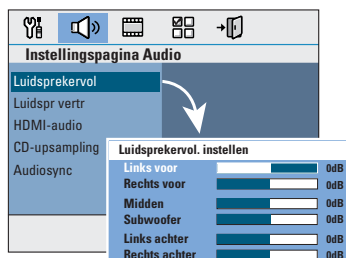 Instellingspagina Audio
Luidsprekervol
Luidspr vertr
HDMI-audio
CD-upsampling
Audiosync
Luidsprekervol. instellen
Links voor 0dB
Rechts voor 0dB
Midden 0dB
Subwoofer 0dB
Links achter 0dB
Rechts achter 0dB